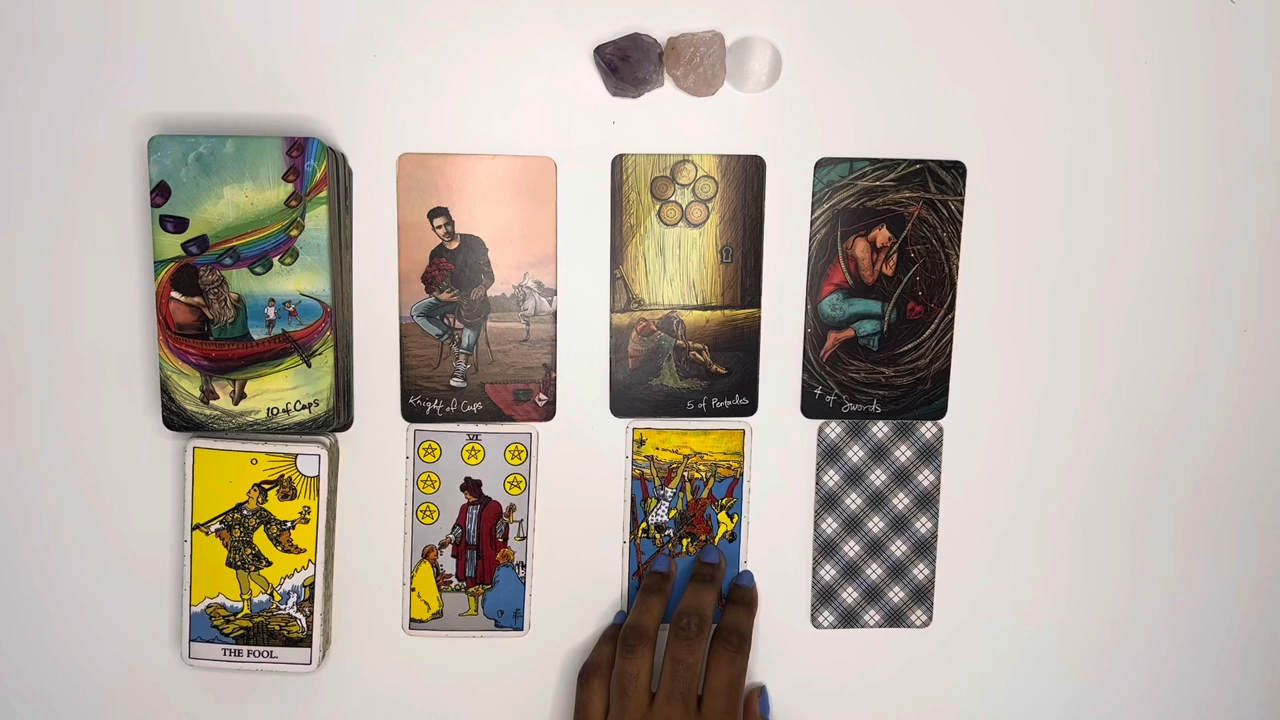 10 of Cups
Knight of Cups
5 of Pentacles
4 of Swords
THE FOOL.
VI